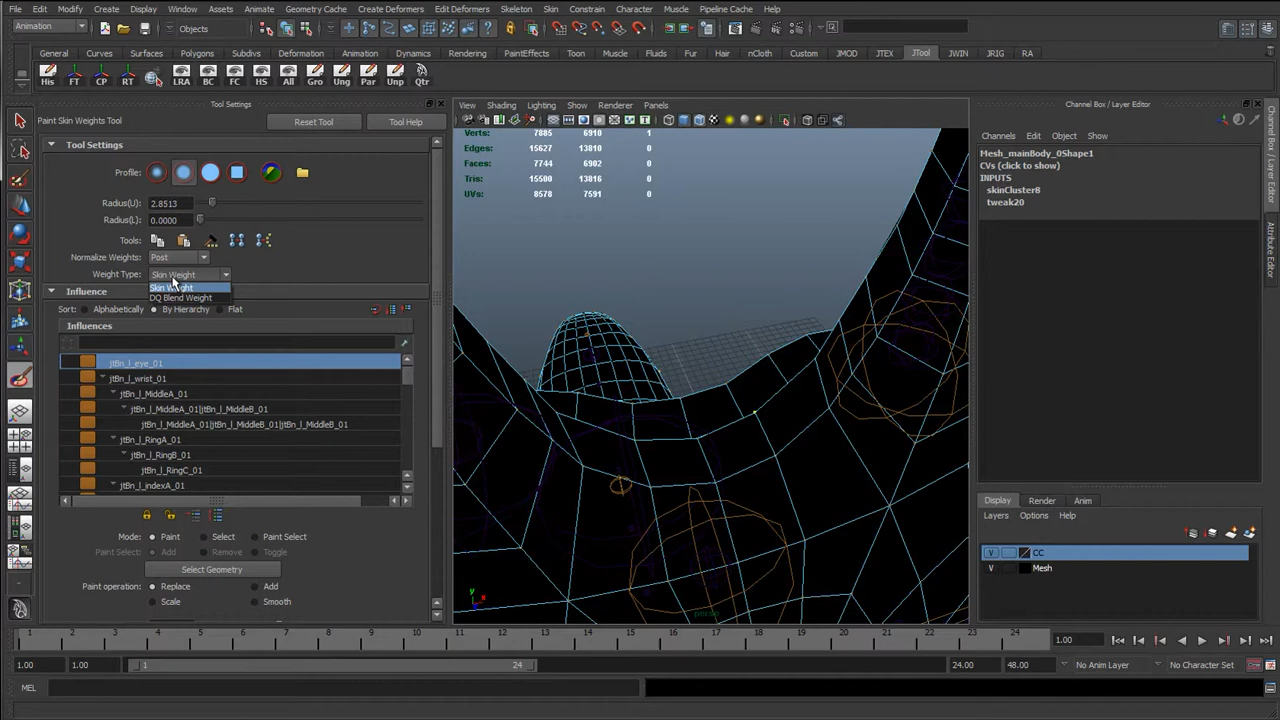 File Edit Modify Create Display Window Assets Animate Geometry Cache Create Deformers Edit Deformers Skeleton Skin Constrain Character Muscle Pipeline Cache Help
Animation Objects
General Curves Surfaces Polygons Subdivs Deformation Animation Dynamics Rendering PaintEffects Toon Muscle Fluids Fur Hair nCloth Custom JMOD JTEX JTool JWIN JRIG RA
His FT CP RT LRA BC FC HS All Gro Ung Par Unp Qtr
Tool Settings
Paint Skin Weights Tool Reset Tool Tool Help
Tool Settings
Profile:
Radius(U): 2.8513
Radius(L): 0.0000
Tools:
Normalize Weights: Post
Weight Type: Skin Weight
Skin Weight
DQ Blend Weight
Influence
Sort: Alphabetically By Hierarchy Flat
Influences
jtBn_l_eye_01
jtBn_l_wrist_01
jtBn_l_MiddleA_01
jtBn_l_MiddleA_01|jtBn_l_MiddleB_01
jtBn_l_MiddleA_01|jtBn_l_MiddleB_01|jtBn_l_MiddleB_01
jtBn_l_RingA_01
jtBn_l_RingB_01
jtBn_l_RingC_01
jtBn_l_indexA_01
Mode: Paint Select Paint Select
Paint Select: Add Remove Toggle
Select Geometry
Paint operation: Replace Add
Scale Smooth
View Shading Lighting Show Renderer Panels
Verts: 7885 6910 1
Edges: 15627 13810 0
Faces: 7744 6902 0
Tris: 15500 13816 0
UVs: 8578 7591 0
y
x
persp
Channel Box / Layer Editor
Channels Edit Object Show
Mesh_mainBody_0Shape1
CVs (click to show)
INPUTS
skinCluster8
tweak20
Channel Box / Layer Editor
Attribute Editor
Display Render Anim
Layers Options Help
V CC
V Mesh
1 2 3 4 5 6 7 8 9 10 11 12 13 14 15 16 17 18 19 20 21 22 23 24 1.00
1.00 1.00 1 24 24.00 48.00 No Anim Layer No Character Set
MEL